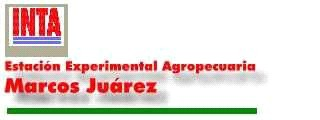 INTA
Estación Experimental Agropecuaria
Marcos Juárez